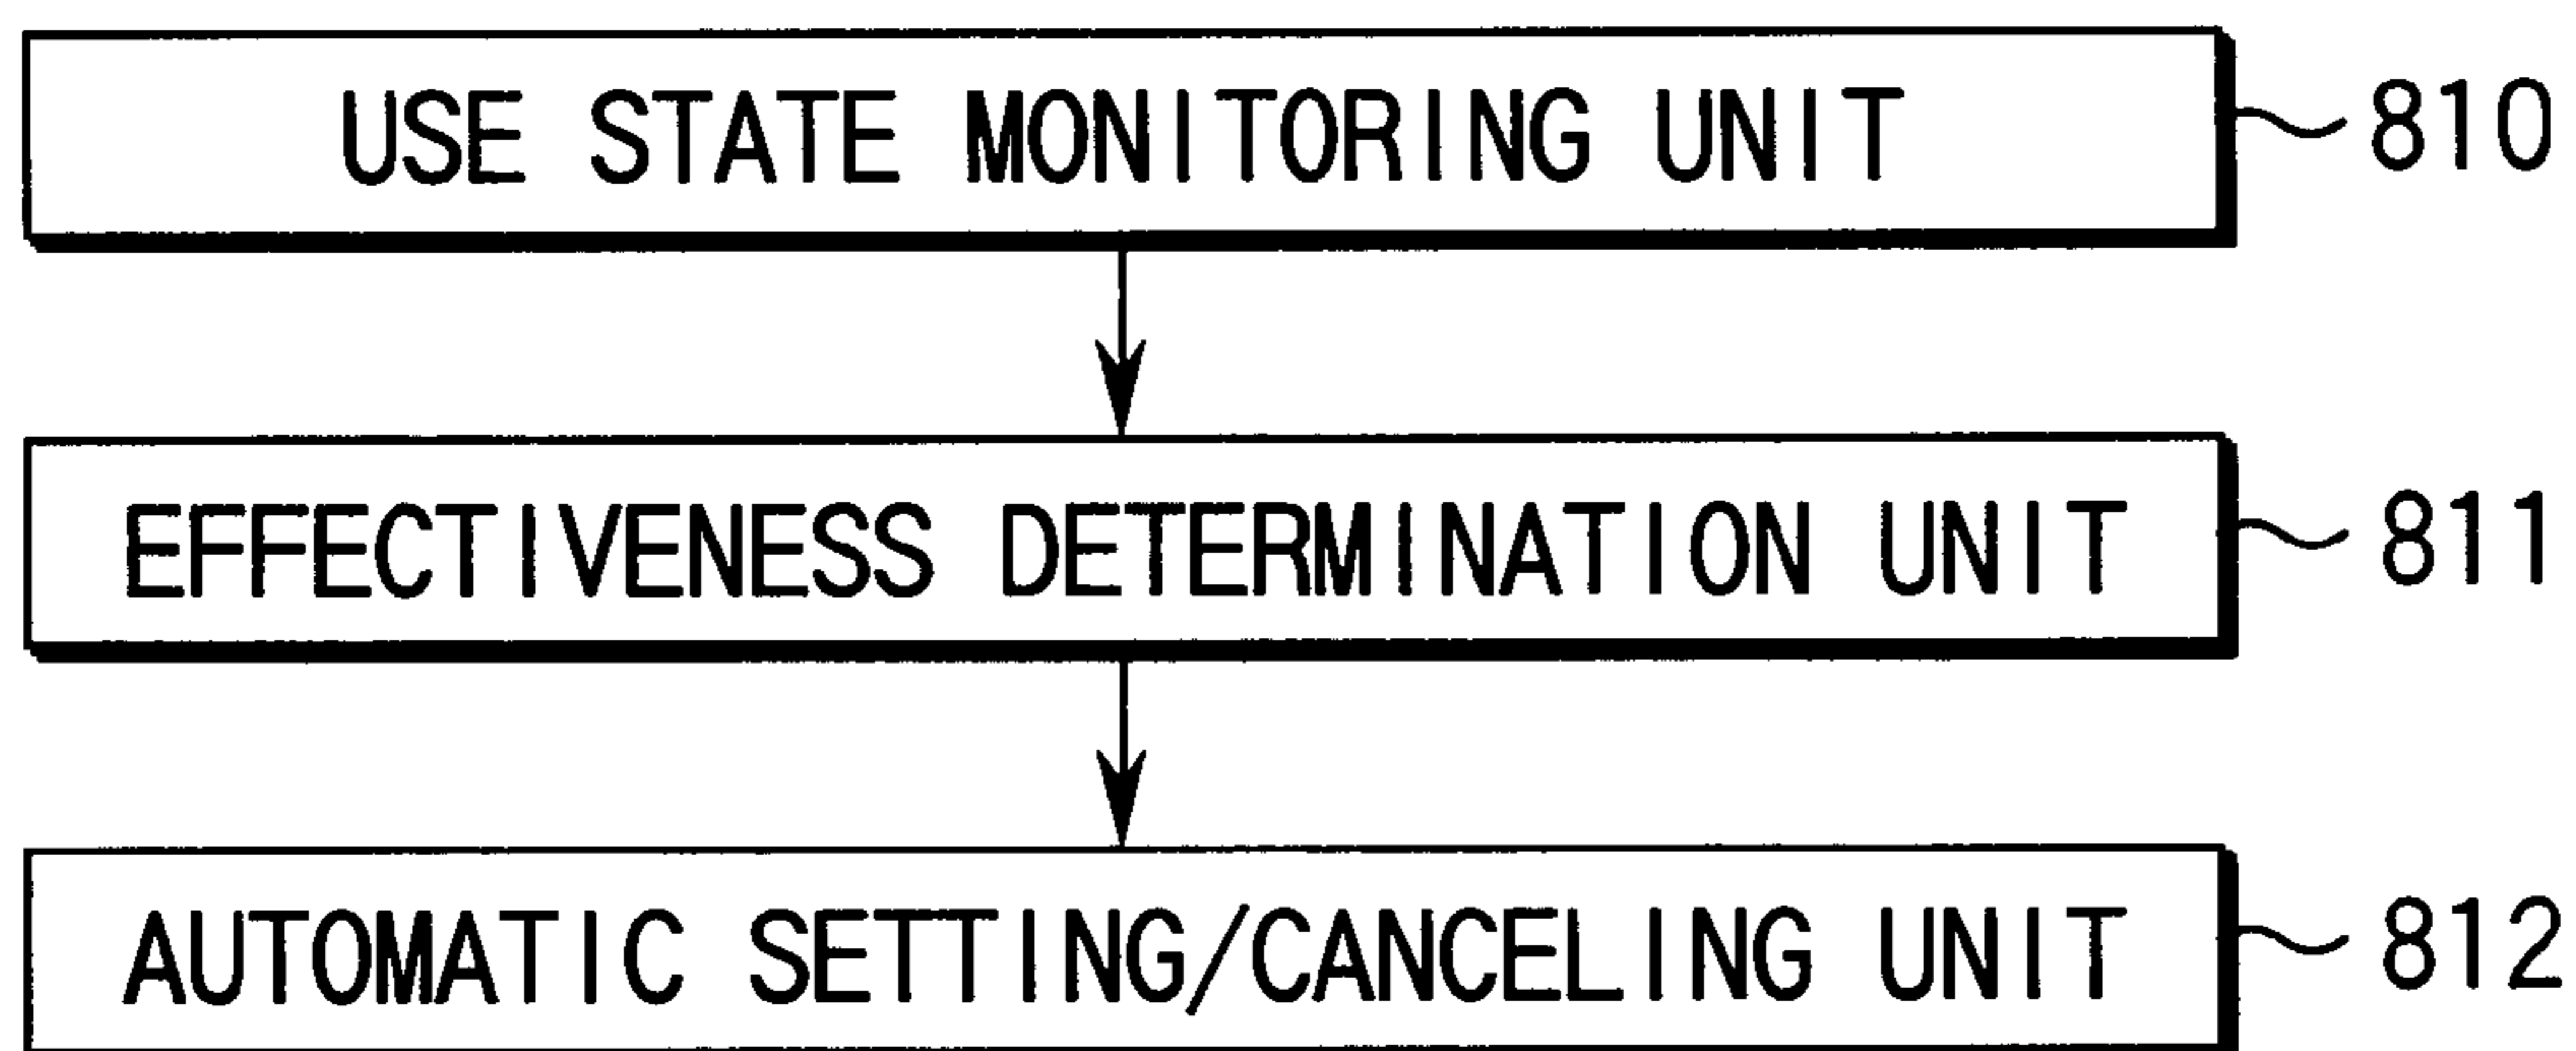 USE STATE MONITORING UNIT 810
EFFECTIVENESS DETERMINATION UNIT 811
AUTOMATIC SETTING/CANCELING UNIT 812